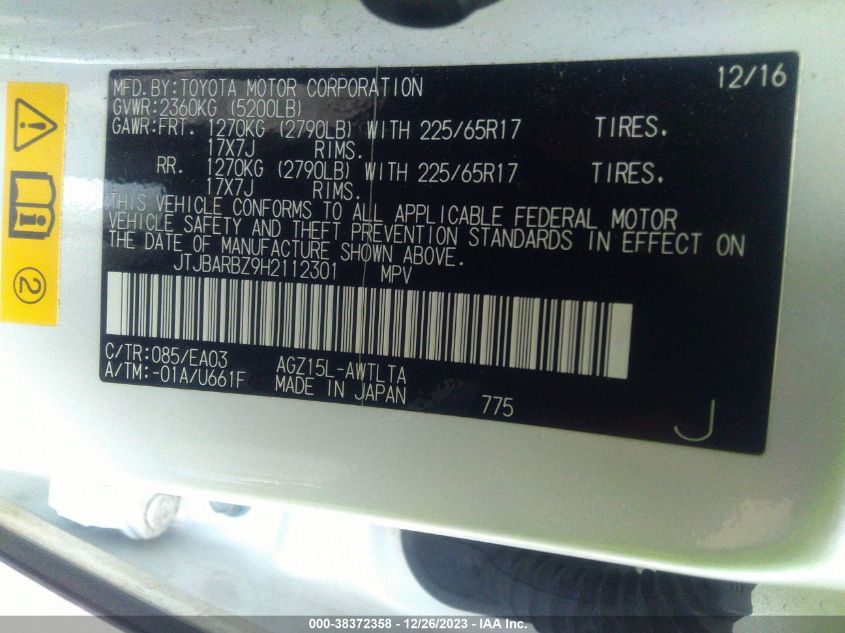 MFD.BY:TOYOTA MOTOR CORPORATION 12/16
GVWR:2360KG (5200LB)
GAWR:FRT. 1270KG (2790LB) WITH 225/65R17 TIRES.
17X7J RIMS.
RR. 1270KG (2790LB) WITH 225/65R17 TIRES.
17X7J RIMS.
THIS VEHICLE CONFORMS TO ALL APPLICABLE FEDERAL MOTOR
VEHICLE SAFETY AND THEFT PREVENTION STANDARDS IN EFFECT ON
THE DATE OF MANUFACTURE SHOWN ABOVE.
JTJBARBZ9H2112301 MPV
C/TR:085/EA03 AGZ15L-AWTLTA
A/TM:-01A/U661F MADE IN JAPAN 775
J
2
000-38372358 - 12/26/2023 - IAA Inc.